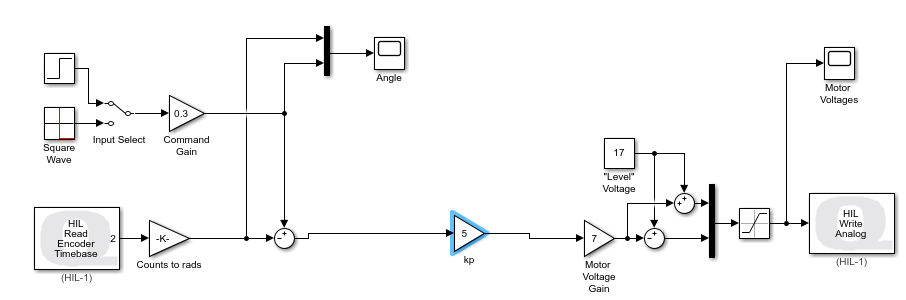 Angle
Motor
Voltages
0.3
Input Select
Command
Gain
Square
Wave
17
"Level"
Voltage
HIL
Read
Encoder
Timebase
2
(HIL-1)
-K-
Counts to rads
5
kp
7
Motor
Voltage
Gain
HIL
Write
Analog
(HIL-1)